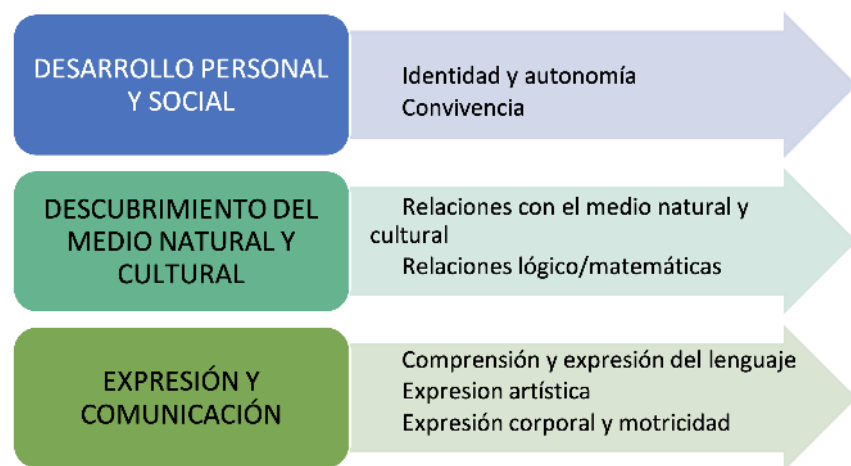 DESARROLLO PERSONAL
Y SOCIAL
Identidad y autonomía
Convivencia
DESCUBRIMIENTO DEL
MEDIO NATURAL Y
CULTURAL
Relaciones con el medio natural y
cultural
Relaciones lógico/matemáticas
EXPRESIÓN Y
COMUNICACIÓN
Comprensión y expresión del lenguaje
Expresion artística
Expresión corporal y motricidad